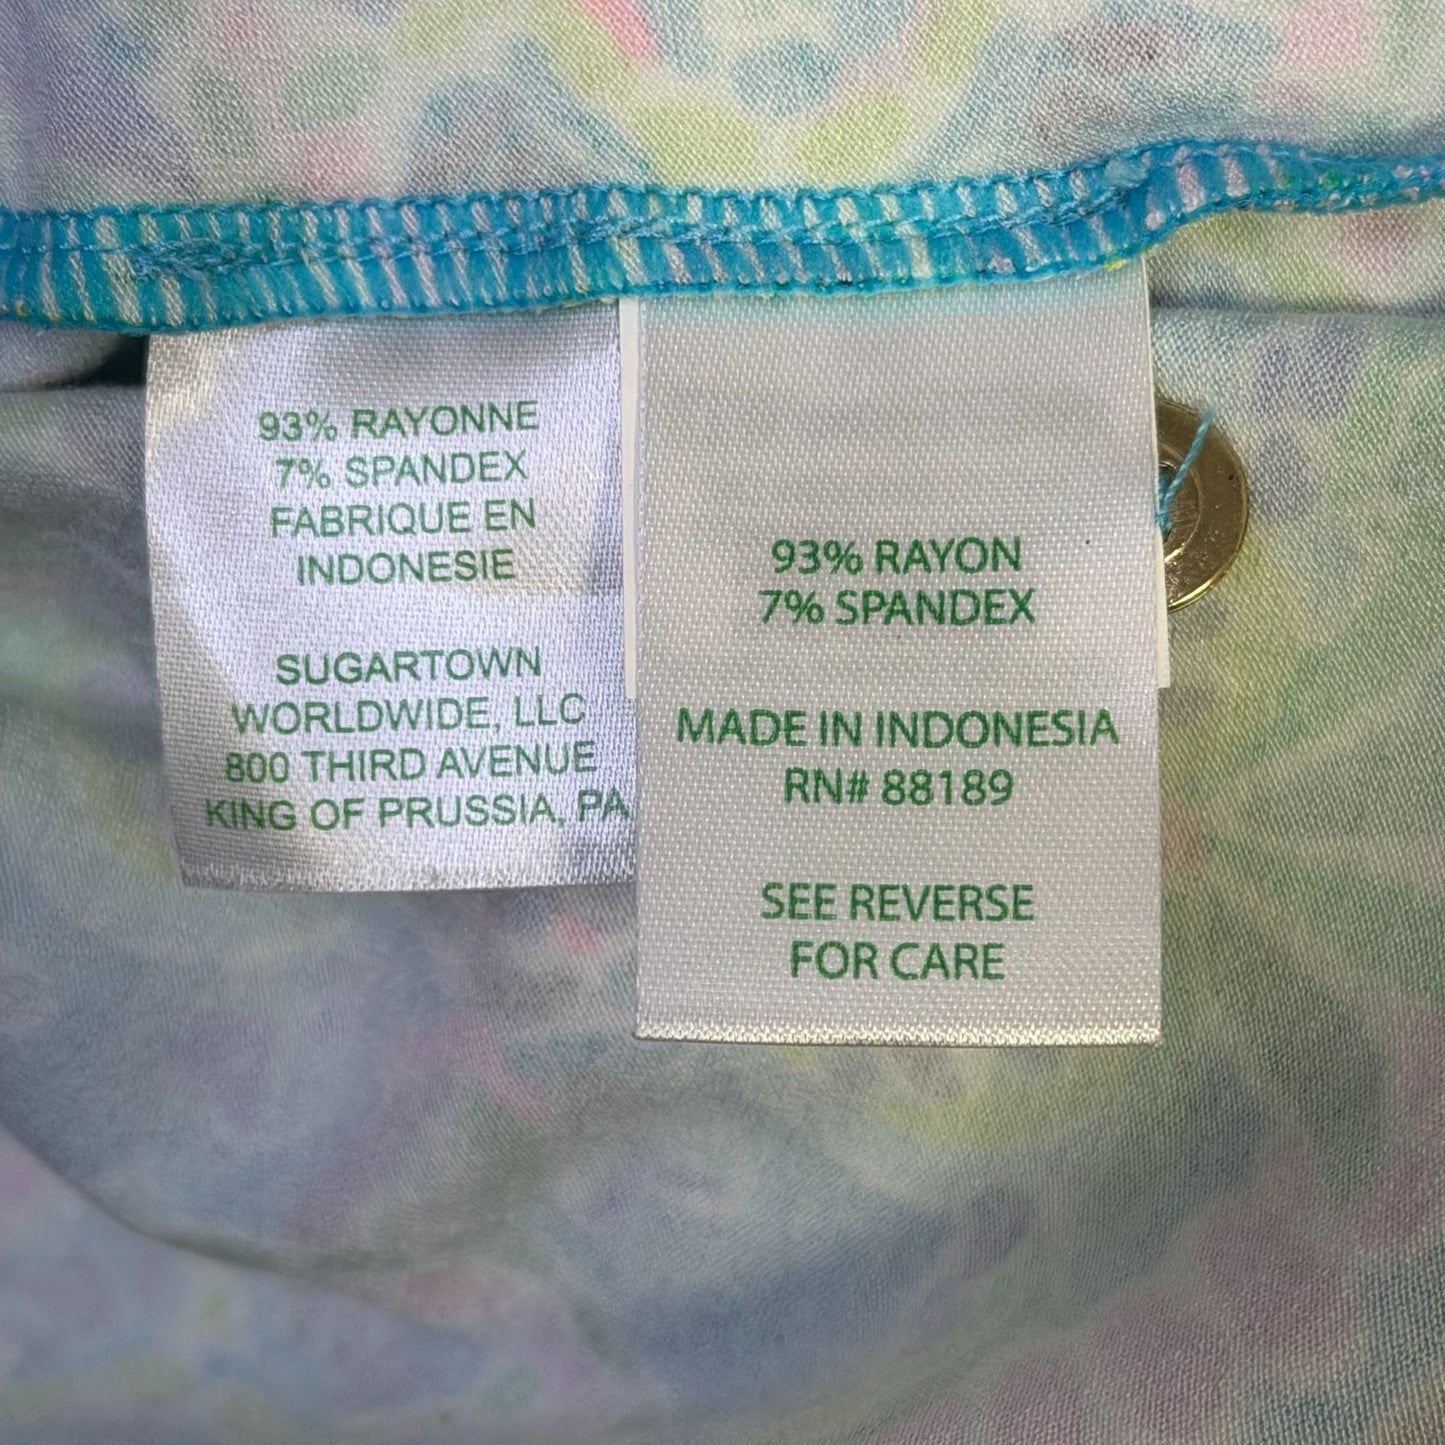 93% RAYONNE
7% SPANDEX
FABRIQUE EN
INDONESIE
SUGARTOWN
WORLDWIDE, LLC
800 THIRD AVENUE
KING OF PRUSSIA, PA
93% RAYON
7% SPANDEX
MADE IN INDONESIA
RN# 88189
SEE REVERSE
FOR CARE